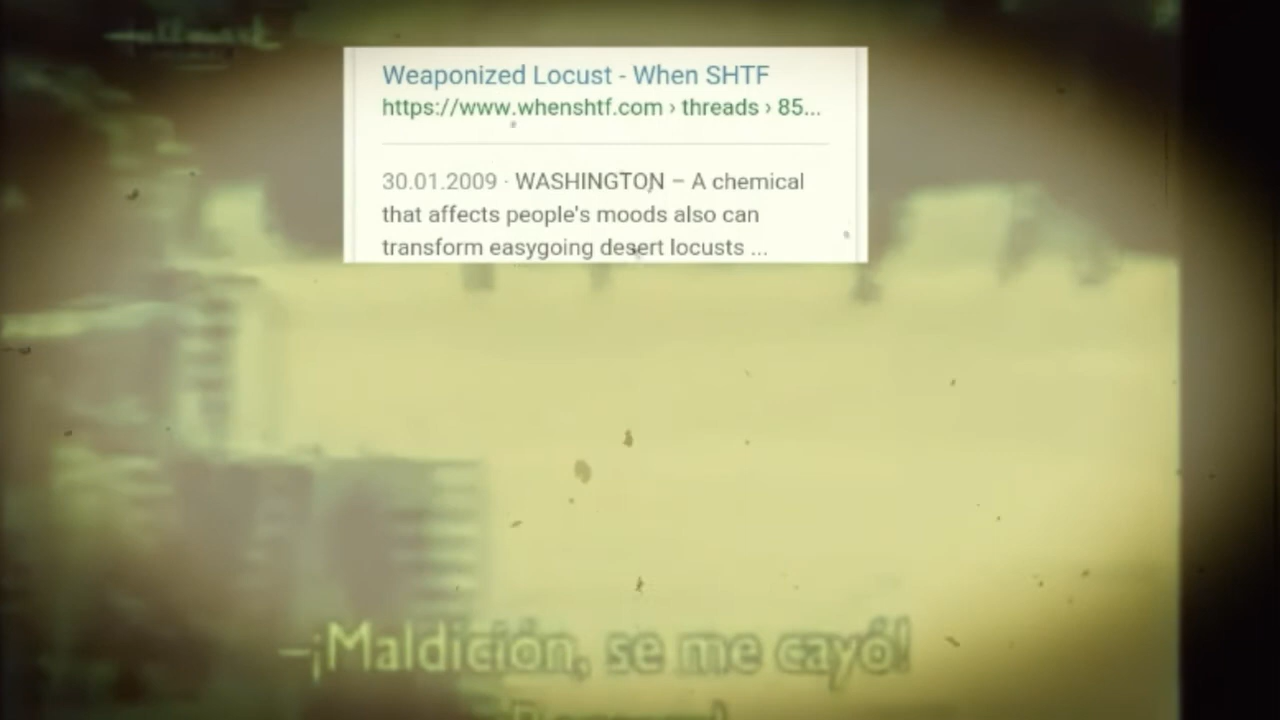 Hallmark
Weaponized Locust - When SHTF
https://www.whenshtf.com › threads › 85...
30.01.2009 · WASHINGTON – A chemical
that affects people's moods also can
transform easygoing desert locusts ...
–¡Maldición, se me cayó!